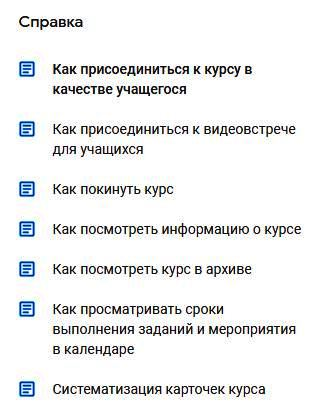 Справка
Как присоединиться к курсу в
качестве учащегося
Как присоединиться к видеовстрече
для учащихся
Как покинуть курс
Как посмотреть информацию о курсе
Как посмотреть курс в архиве
Как просматривать сроки
выполнения заданий и мероприятия
в календаре
Систематизация карточек курса